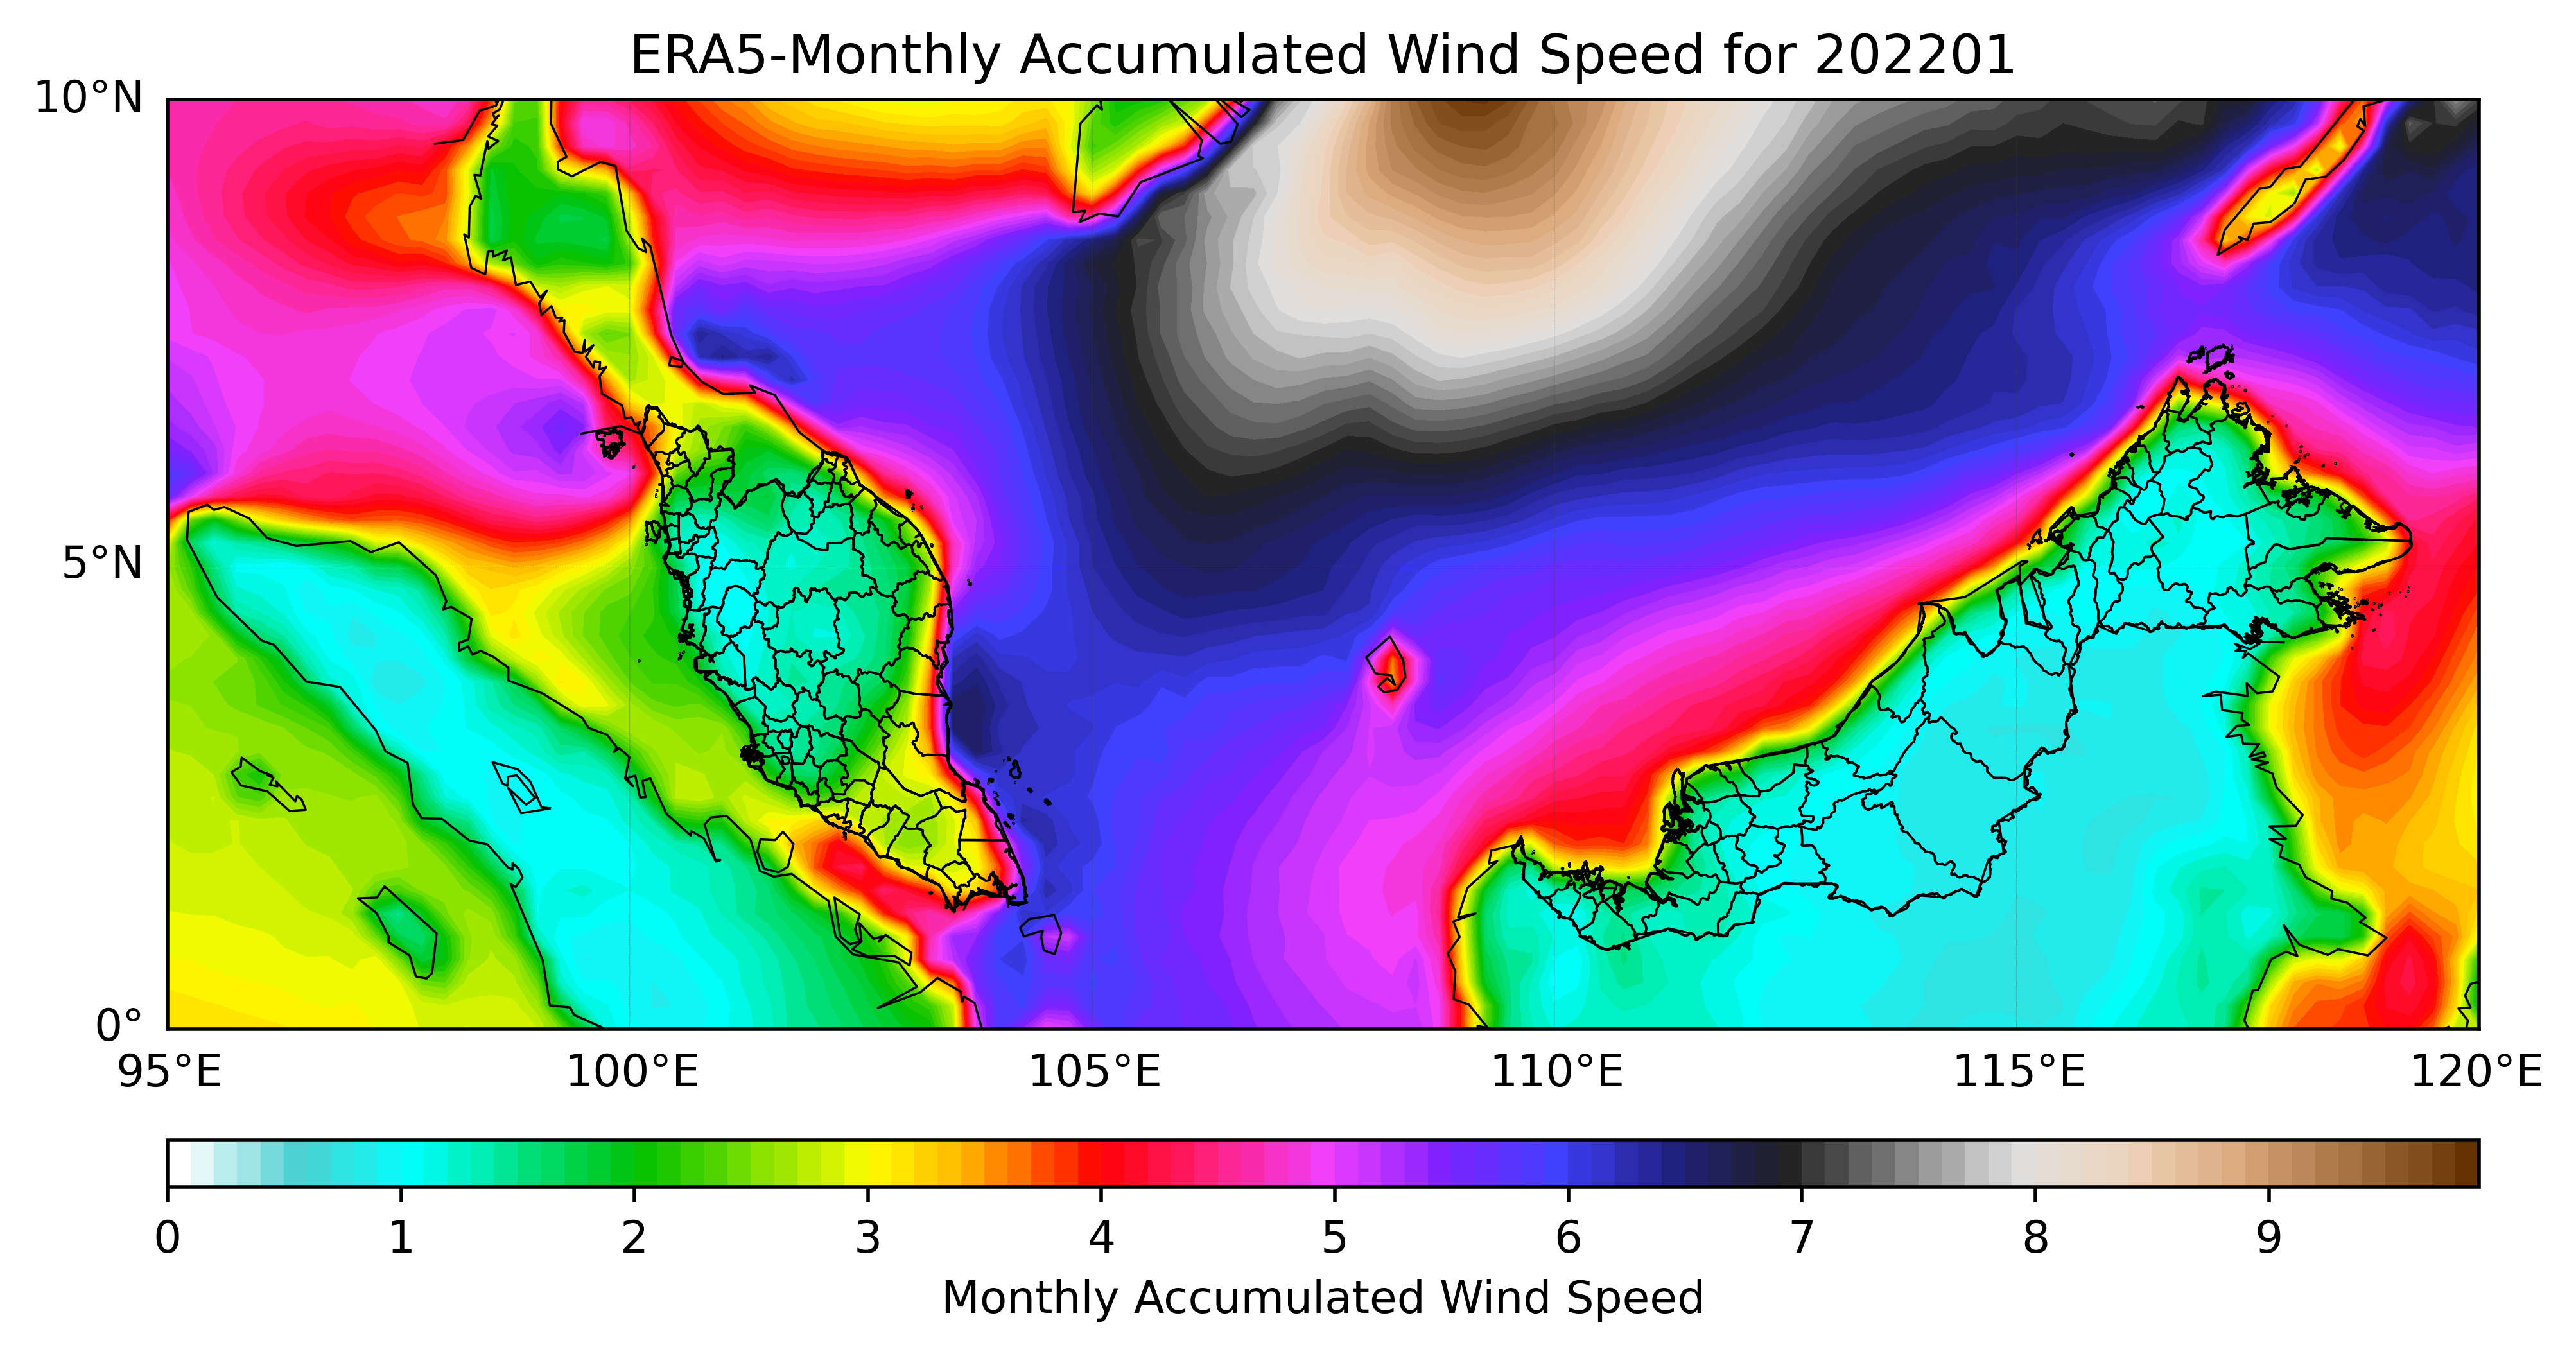 ERA5-Monthly Accumulated Wind Speed for 202201
10°N
5°N
0°
95°E 100°E 105°E 110°E 115°E 120°E
0 1 2 3 4 5 6 7 8 9
Monthly Accumulated Wind Speed